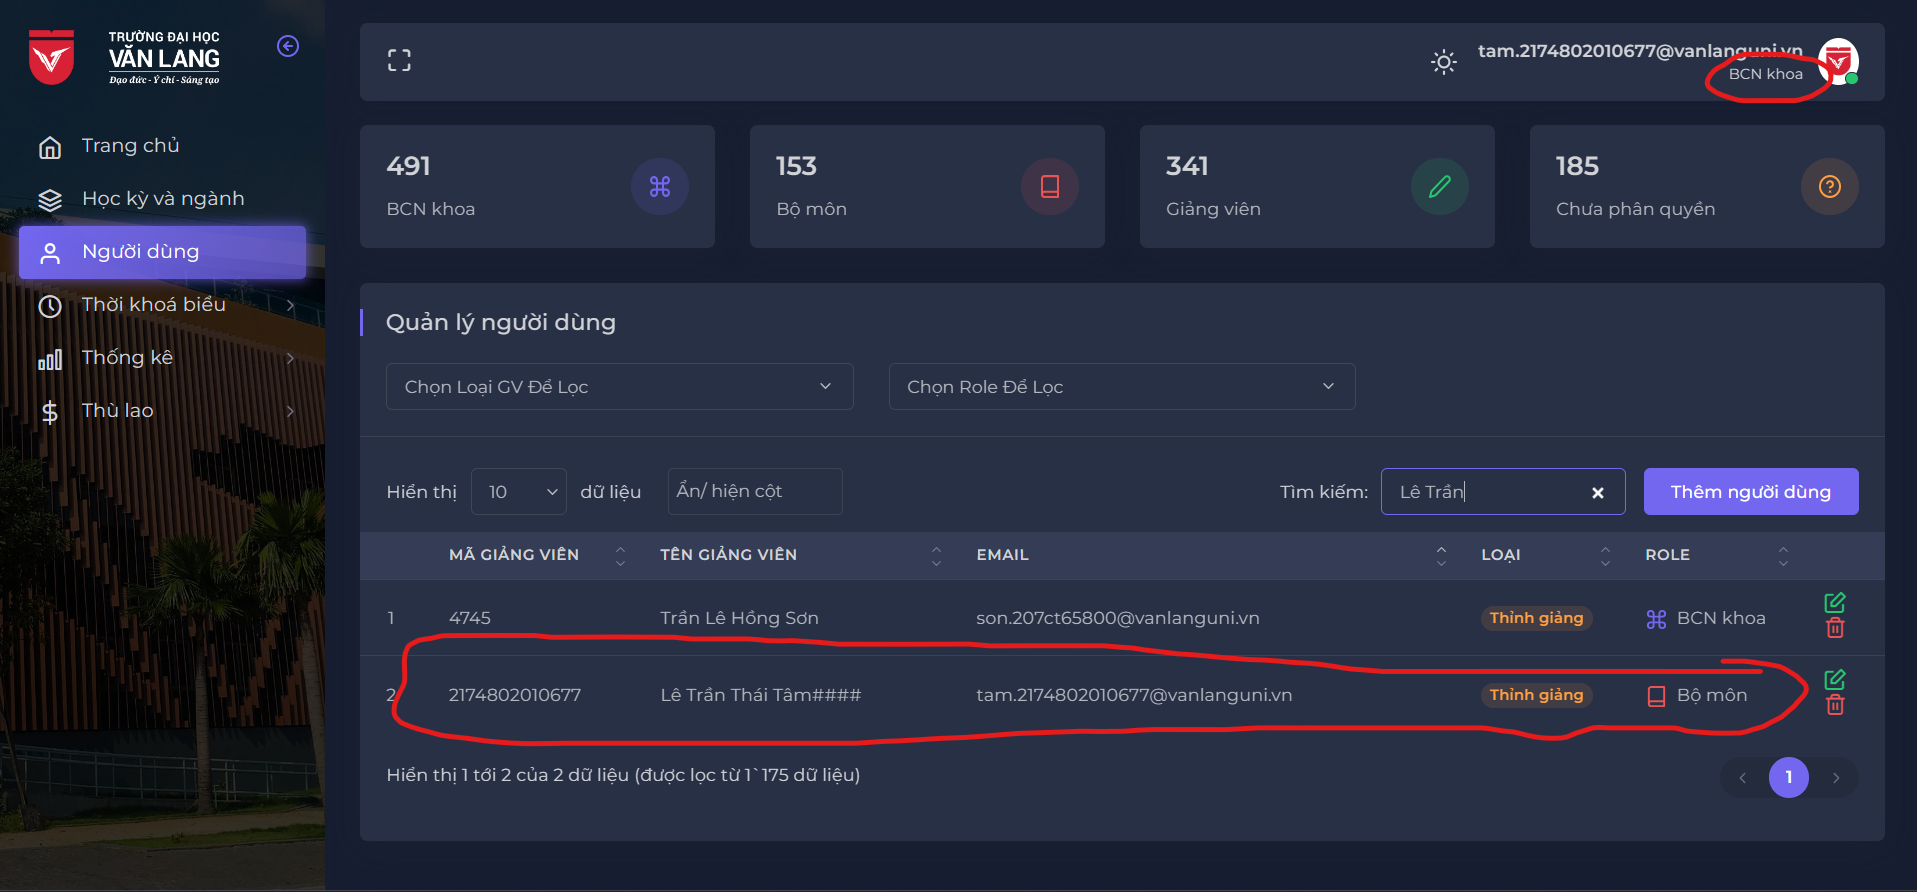 TRƯỜNG ĐẠI HỌC
VĂN LANG
Đạo đức - Ý chí - Sáng tạo
Trang chủ
Học kỳ và ngành
Người dùng
Thời khoá biểu
Thống kê
Thù lao
tam.2174802010677@vanlanguni.vn
BCN khoa
491
BCN khoa
153
Bộ môn
341
Giảng viên
185
Chưa phân quyền
Quản lý người dùng
Chọn Loại GV Để Lọc
Chọn Role Để Lọc
Hiển thị 10 dữ liệu
Ẩn/ hiện cột
Tìm kiếm: Lê Trần
Thêm người dùng
MÃ GIẢNG VIÊN TÊN GIẢNG VIÊN EMAIL LOẠI ROLE
1 4745 Trần Lê Hồng Sơn son.207ct65800@vanlanguni.vn Thỉnh giảng BCN khoa
2 2174802010677 Lê Trần Thái Tâm#### tam.2174802010677@vanlanguni.vn Thỉnh giảng Bộ môn
Hiển thị 1 tới 2 của 2 dữ liệu (được lọc từ 1`175 dữ liệu)
1